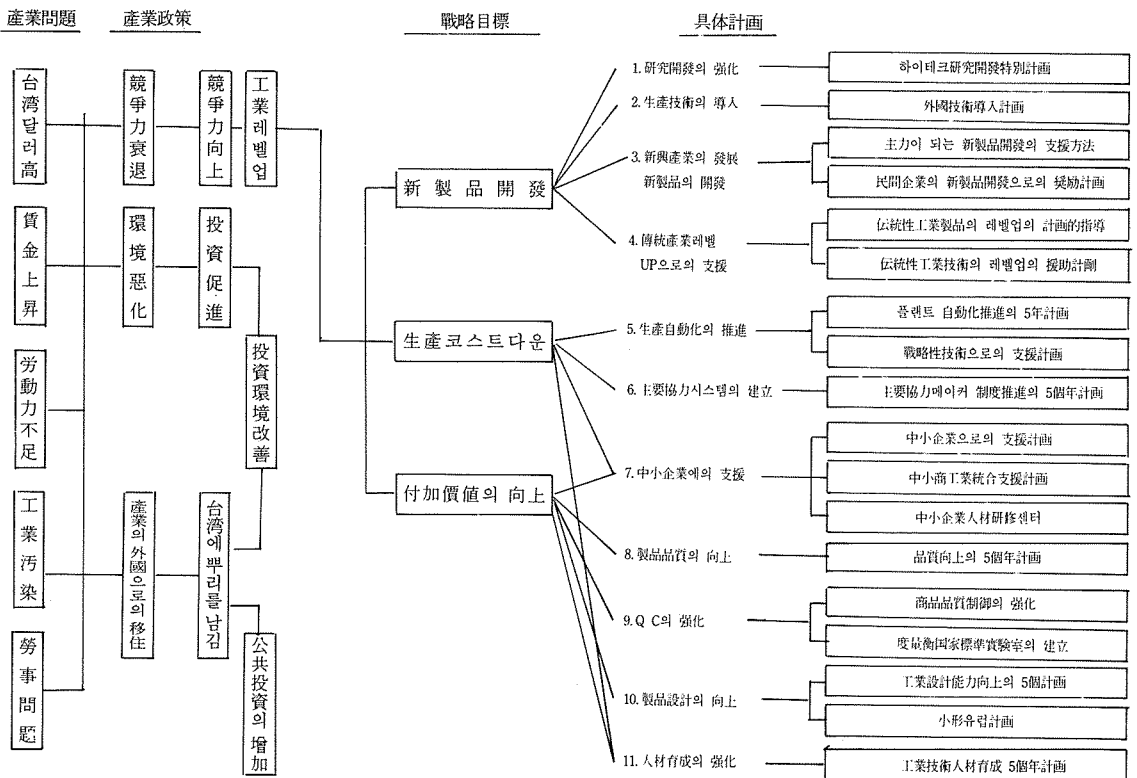 産業問題
産業政策
戰略目標
具体計画
台湾달러高
賃金上昇
労動力不足
工業汚染
勞事問題
競爭力衰退
環境惡化
産業의 外國으로의 移住
競爭力向上
投資促進
台湾에 뿌리를 남김
工業레벨업
投資環境改善
公共投資의 增加
新製品開發
生産코스트다운
付加價値의 向上
1. 研究開發의 强化
2. 生産技術의 導入
3. 新興産業의 發展
新製品의 開發
4. 傳統産業레벨
UP으로의 支援
5. 生産自動化의 推進
6. 主要協力시스템의 建立
7. 中小企業에의 支援
8. 製品品質의 向上
9. Q C의 强化
10. 製品設計의 向上
11. 人材育成의 强化
하이테크研究開發特別計画
外國技術導入計画
主力이 되는 新製品開發의 支援方法
民間企業의 新製品開發으로의 奬励計画
伝統性工業製品의 레벨업의 計画的指導
伝統性工業技術의 레벨업의 援助計劃
플랜트 自動化推進의 5年計画
戰略性技術으로의 支援計画
主要協力메이커 制度推進의 5個年計画
中小企業으로의 支援計画
中小商工業統合支援計画
中小企業人材研修센터
品質向上의 5個年計画
商品品質制御의 强化
度量衡国家標準實驗室의 建立
工業設計能力向上의 5個計画
小形유럽計画
工業技術人材育成 5個年計画